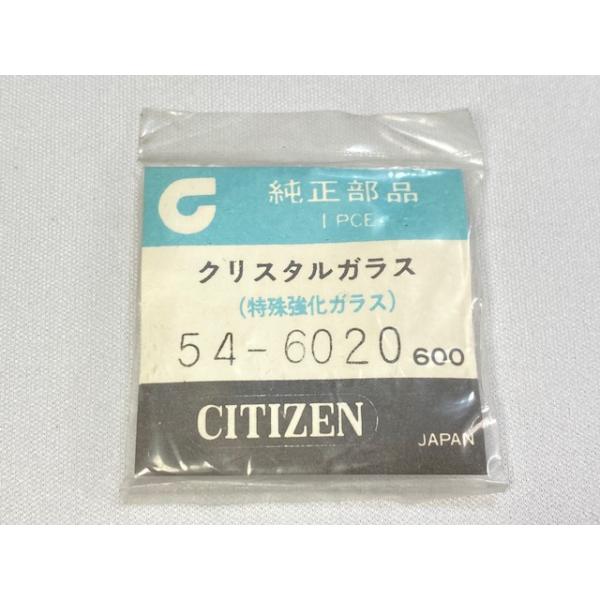 純正部品
1 PCE
クリスタルガラス
(特殊強化ガラス)
54-6020 600
CITIZEN
JAPAN